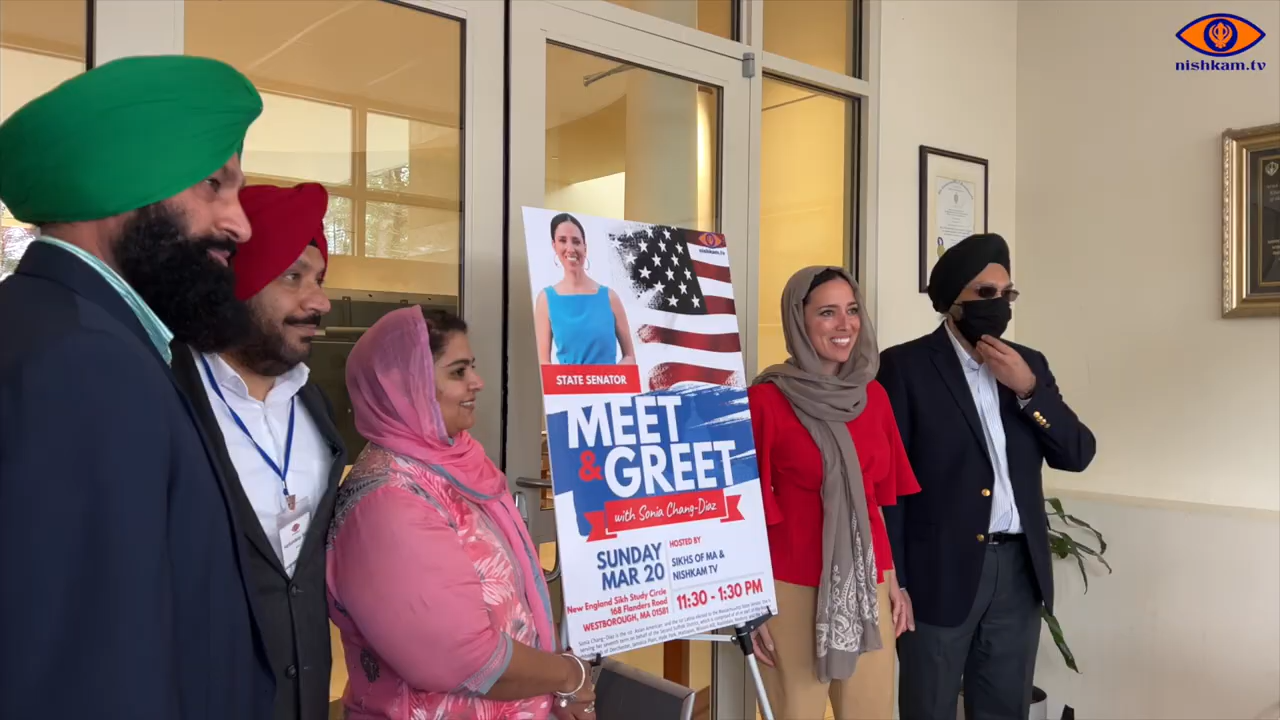 nishkam.tv
nishkam.tv
STATE SENATOR
MEET
& GREET
with Sonia Chang-Diaz
SUNDAY
MAR 20
HOSTED BY
SIKHS OF MA &
NISHKAM TV
New England Sikh Study Circle
168 Flanders Road
WESTBOROUGH, MA 01581
11:30 - 1:30 PM